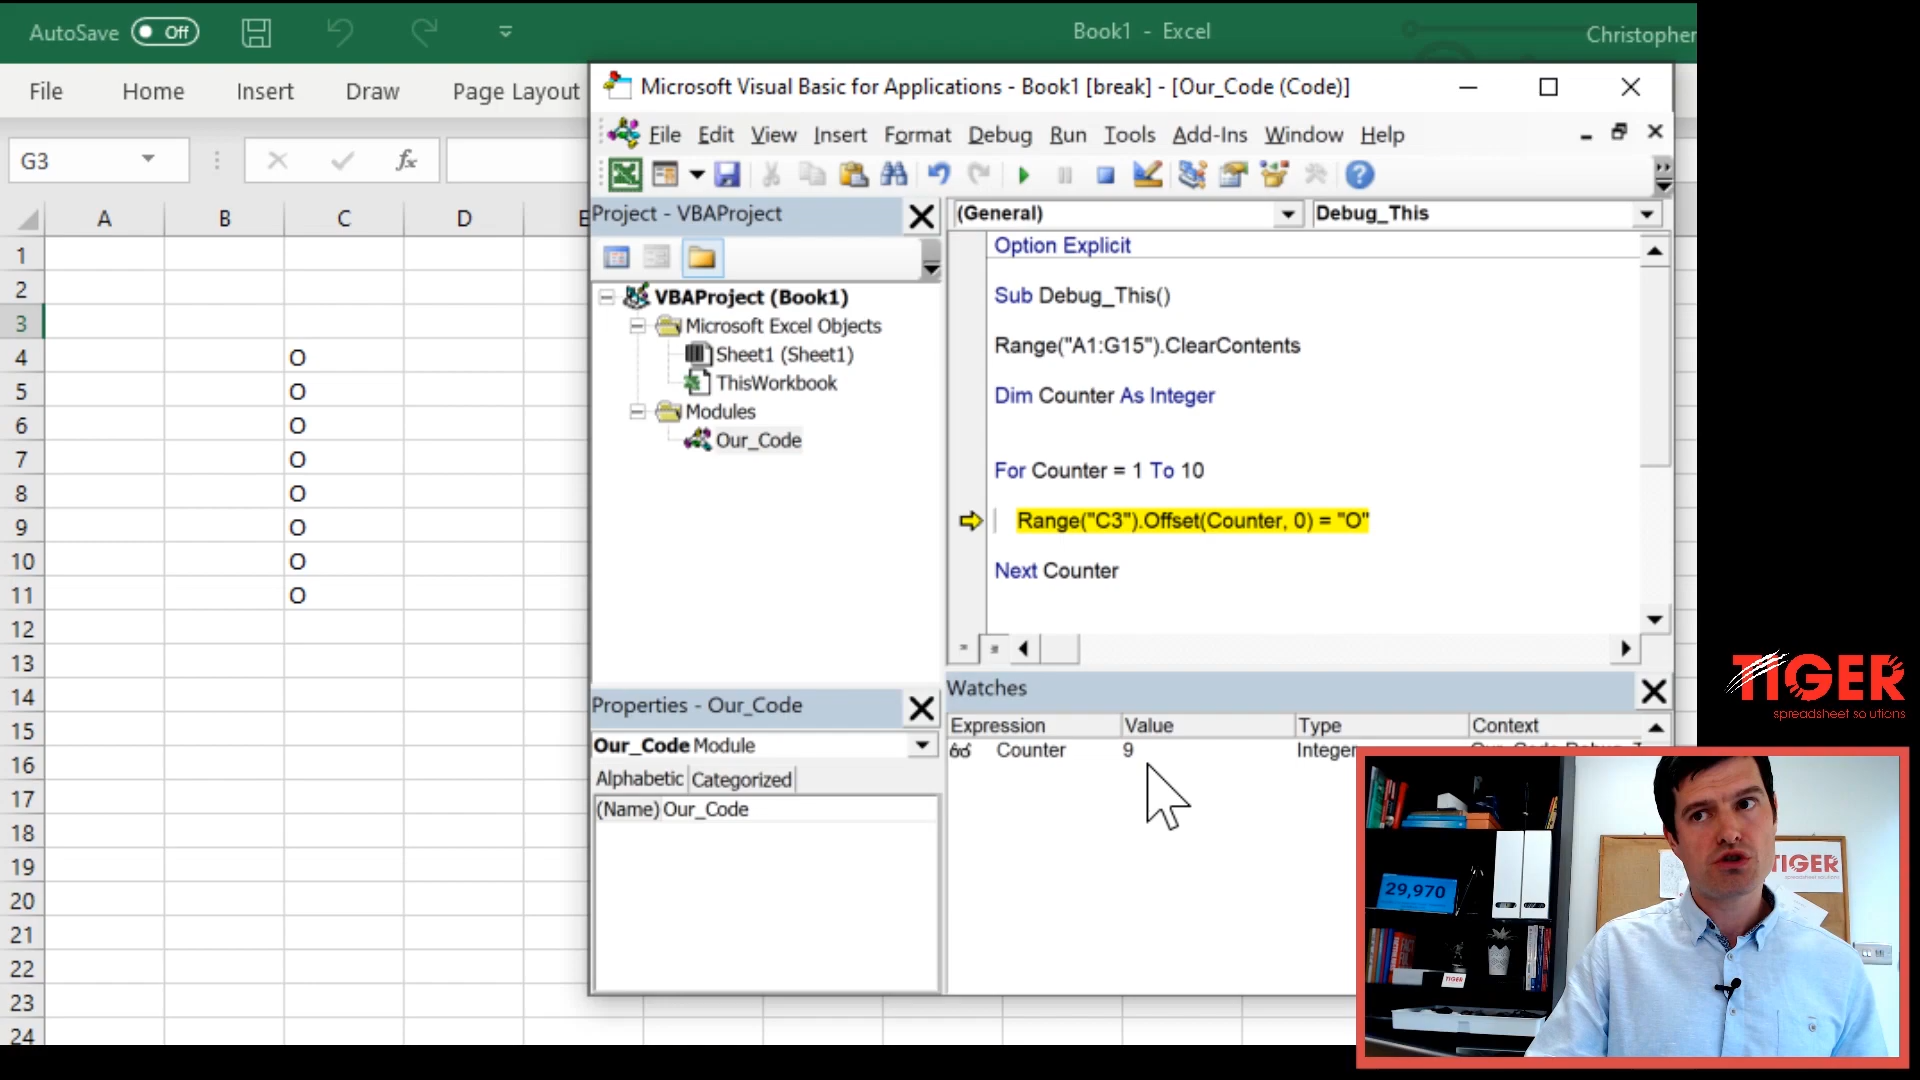 AutoSave Off
Book1 - Excel
Christopher
File Home Insert Draw Page Layout
G3
fx
A B C D E
1
2
3
4 O
5 O
6 O
7 O
8 O
9 O
10 O
11 O
12
13
14
15
16
17
18
19
20
21
22
23
24
Microsoft Visual Basic for Applications - Book1 [break] - [Our_Code (Code)]
File Edit View Insert Format Debug Run Tools Add-Ins Window Help
Project - VBAProject
VBAProject (Book1)
Microsoft Excel Objects
Sheet1 (Sheet1)
ThisWorkbook
Modules
Our_Code
Properties - Our_Code
Our_Code Module
Alphabetic Categorized
(Name) Our_Code
(General) Debug_This
Option Explicit
Sub Debug_This()
Range("A1:G15").ClearContents
Dim Counter As Integer
For Counter = 1 To 10
Range("C3").Offset(Counter, 0) = "O"
Next Counter
Watches
Expression Value Type Context
Counter 9 Integer
TIGER
spreadsheet solutions
29,970
TIGER
TIGER